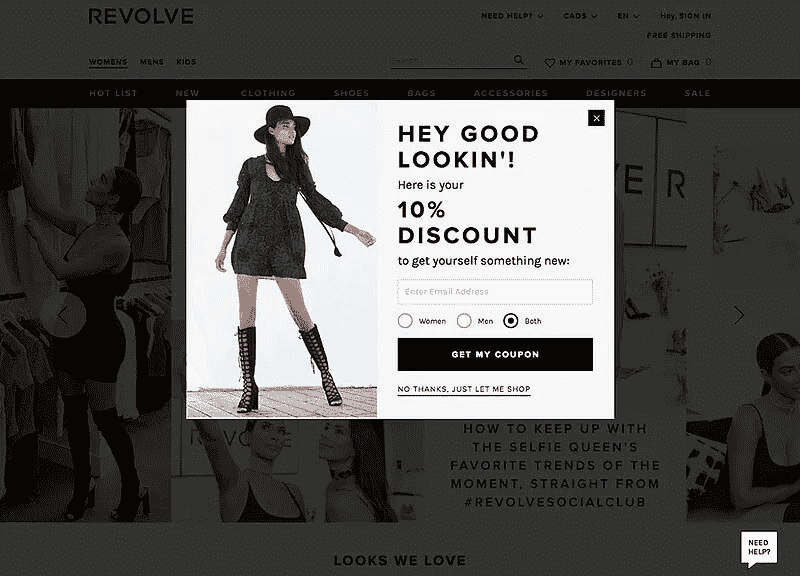 REVOLVE
NEED HELP?
CAD$
EN
Hey, SIGN IN
FREE SHIPPING
WOMENS
MENS
KIDS
Search
MY FAVORITES 0
MY BAG 0
HOT LIST
NEW
CLOTHING
SHOES
BAGS
ACCESSORIES
DESIGNERS
SALE
HEY GOOD
LOOKIN'!
Here is your
10%
DISCOUNT
to get yourself something new:
Enter Email Address
Women
Men
Both
GET MY COUPON
NO THANKS, JUST LET ME SHOP
HOW TO KEEP UP WITH
THE SELFIE QUEEN'S
FAVORITE TRENDS OF THE
MOMENT, STRAIGHT FROM
#REVOLVESOCIALCLUB
LOOKS WE LOVE
NEED
HELP?